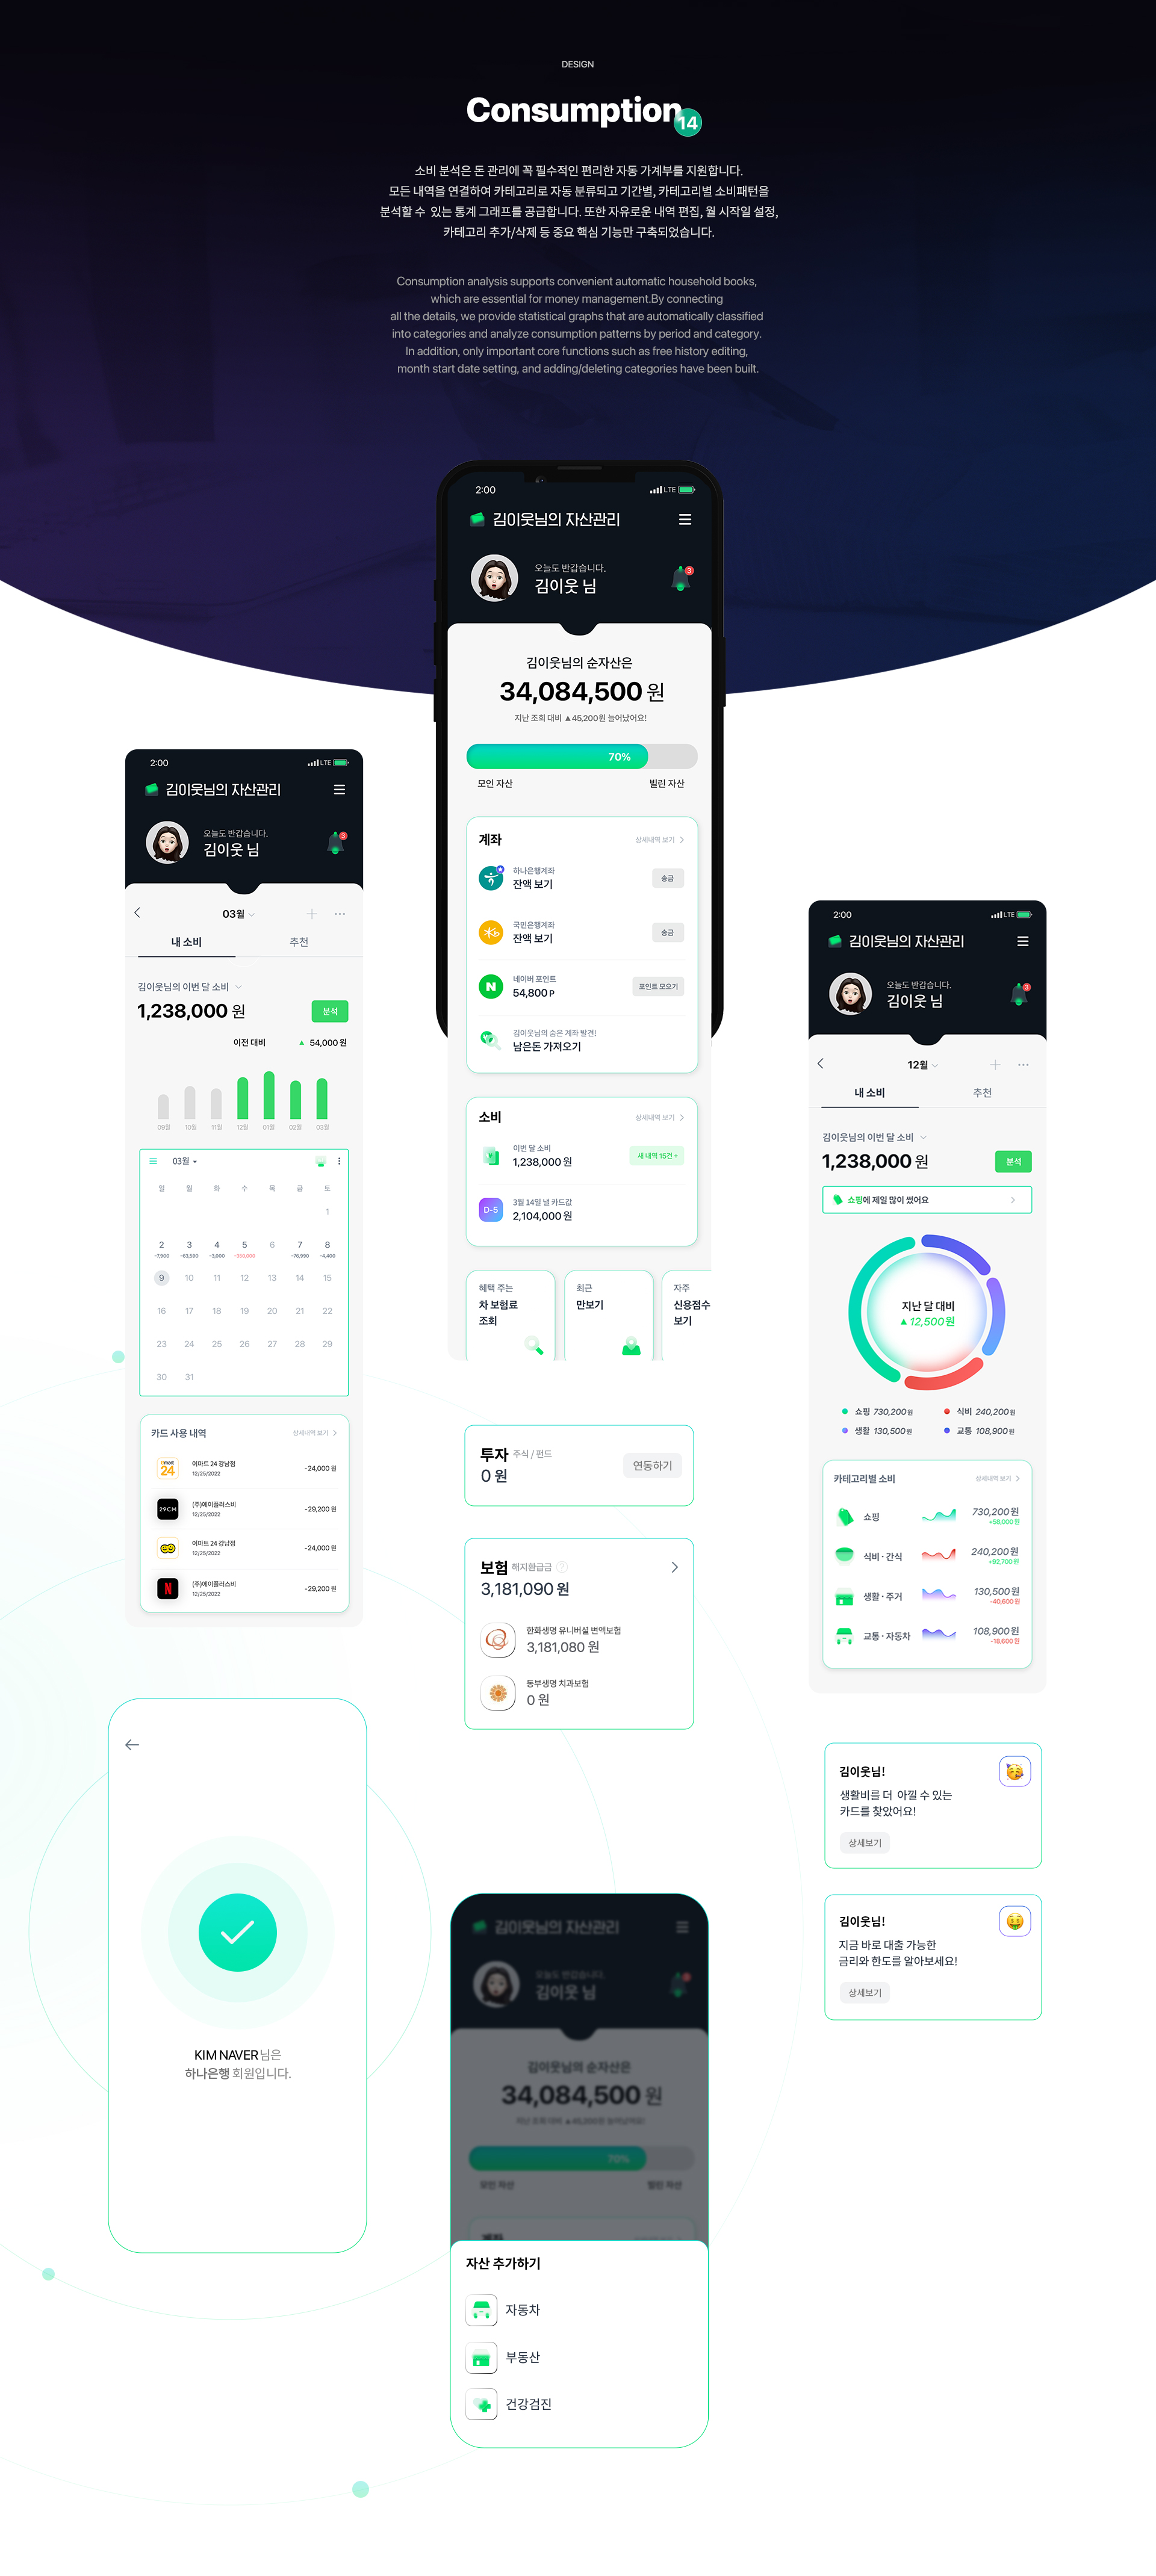 DESIGN
Consumption
14
소비 분석은 돈 관리에 꼭 필수적인 편리한 자동 가계부를 지원합니다.
모든 내역을 연결하여 카테고리로 자동 분류되고 기간별, 카테고리별 소비패턴을
분석할 수 있는 통계 그래프를 공급합니다. 또한 자유로운 내역 편집, 월 시작일 설정,
카테고리 추가/삭제 등 중요 핵심 기능만 구축되었습니다.
Consumption analysis supports convenient automatic household books,
which are essential for money management.By connecting
all the details, we provide statistical graphs that are automatically classified
into categories and analyze consumption patterns by period and category.
In addition, only important core functions such as free history editing,
month start date setting, and adding/deleting categories have been built.
2:00 LTE
김이웃님의 자산관리
오늘도 반갑습니다.
김이웃 님
3
김이웃님의 순자산은
34,084,500 원
지난 조회 대비 ▲45,200원 늘어났어요!
70%
모인 자산 빌린 자산
계좌 상세내역 보기
하나은행계좌
잔액 보기
송금
국민은행계좌
잔액 보기
송금
N
네이버 포인트
54,800 P
포인트 모으기
김이웃님의 숨은 계좌 발견!
남은돈 가져오기
소비 상세내역 보기
이번 달 소비
1,238,000 원
새 내역 15건 +
D-5
3월 14일 낼 카드값
2,104,000 원
혜택 주는
차 보험료
조회
최근
만보기
자주
신용점수
보기
2:00 LTE
김이웃님의 자산관리
오늘도 반갑습니다.
김이웃 님
3
03월
내 소비 추천
김이웃님의 이번 달 소비
1,238,000 원
분석
이전 대비 ▲ 54,000 원
09월 10월 11월 12월 01월 02월 03월
03월
일 월 화 수 목 금 토
1
2 3 4 5 6 7 8
-7,900 -63,590 -3,000 -350,000 -78,990 -4,400
9 10 11 12 13 14 15
16 17 18 19 20 21 22
23 24 25 26 27 28 29
30 31
카드 사용 내역 상세내역 보기
emart
24
이마트 24 강남점
12/25/2022
-24,000 원
29CM
(주)에이플러스비
12/25/2022
-29,200 원
이마트 24 강남점
12/25/2022
-24,000 원
N
(주)에이플러스비
12/25/2022
-29,200 원
2:00 LTE
김이웃님의 자산관리
오늘도 반갑습니다.
김이웃 님
3
12월
내 소비 추천
김이웃님의 이번 달 소비
1,238,000 원
분석
쇼핑에 제일 많이 썼어요
지난 달 대비
▲ 12,500원
쇼핑 730,200원 식비 240,200원
생활 130,500원 교통 108,900원
카테고리별 소비 상세내역 보기
쇼핑 730,200원
+58,000원
식비 · 간식 240,200원
+92,700원
생활 · 주거 130,500원
-40,600원
교통 · 자동차 108,900원
-18,600원
투자 주식 / 펀드
0 원
연동하기
보험 해지환급금 ?
3,181,090 원
한화생명 유니버셜 변액보험
3,181,080 원
동부생명 치과보험
0 원
김이웃님!
생활비를 더 아낄 수 있는
카드를 찾았어요!
상세보기
김이웃님!
지금 바로 대출 가능한
금리와 한도를 알아보세요!
상세보기
KIM NAVER님은
하나은행 회원입니다.
김이웃님의 자산관리
오늘도 반갑습니다.
김이웃 님
김이웃님의 순자산은
34,084,500 원
지난 조회 대비 ▲45,200원 늘어났어요!
70%
모인 자산 빌린 자산
계좌
자산 추가하기
자동차
부동산
건강검진